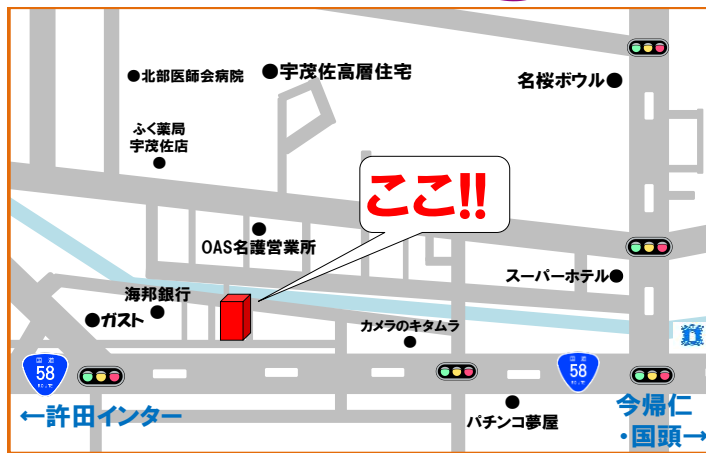 ●北部医師会病院
●宇茂佐高層住宅
名桜ボウル●
ふく薬局
宇茂佐店
ここ!!
OAS名護営業所
スーパーホテル●
海邦銀行
●ガスト
カメラのキタムラ
国道
58
国道
58
←許田インター
パチンコ夢屋
今帰仁
・国頭→